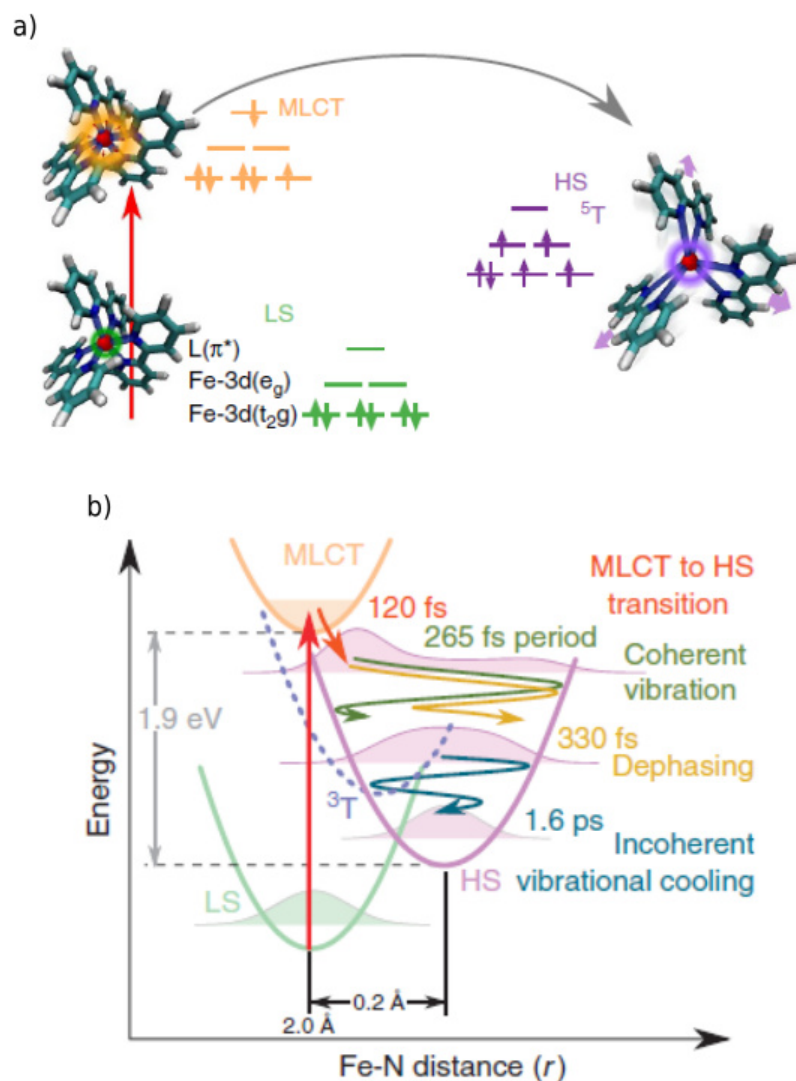 a)
MLCT
HS
⁵T
LS
L(π*)
Fe-3d(e_g)
Fe-3d(t₂g)
b)
MLCT
MLCT to HS
transition
120 fs
265 fs period
Coherent
vibration
1.9 eV
330 fs
Dephasing
³T
1.6 ps
Incoherent
vibrational cooling
HS
LS
Energy
0.2 Å
2.0 Å
Fe-N distance (r)